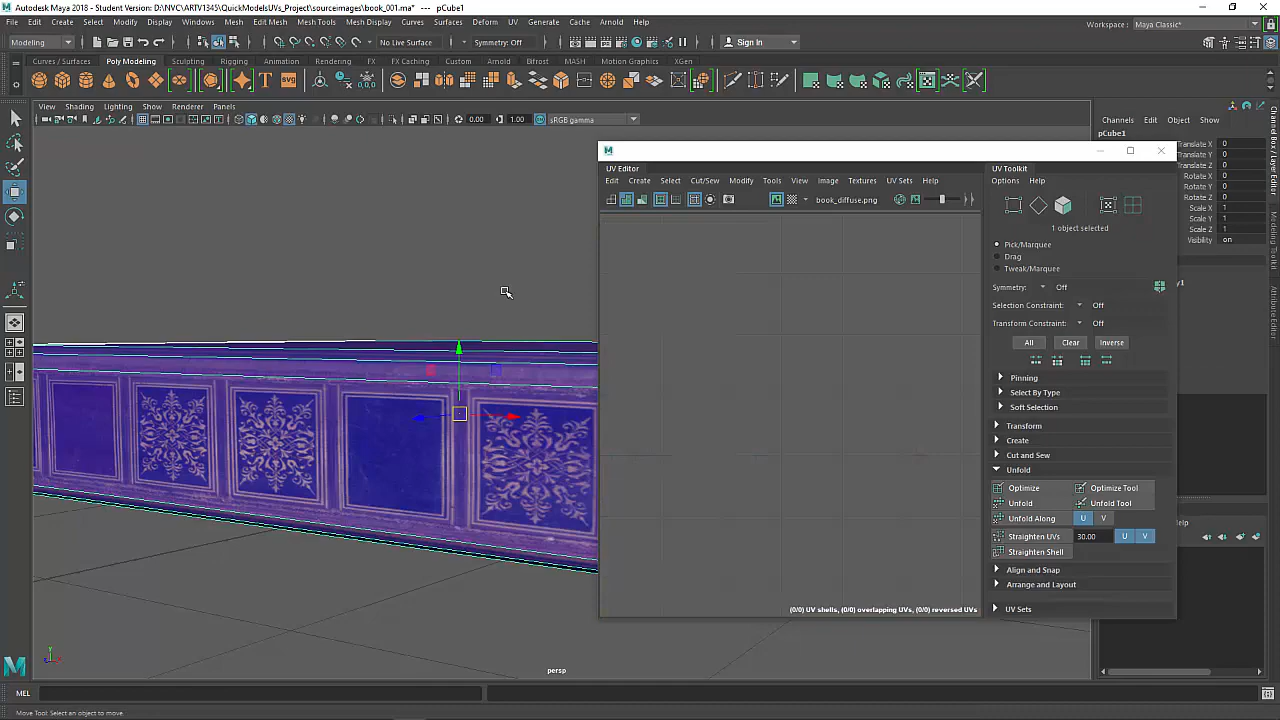 Autodesk Maya 2018 - Student Version: D:\NVC\ARTV1345\QuickModelsUVs_Project\sourceimages\book_001.ma* --- pCube1
File Edit Create Select Modify Display Windows Mesh Edit Mesh Mesh Tools Mesh Display Curves Surfaces Deform UV Generate Cache Arnold Help
Workspace : Maya Classic*
Modeling No Live Surface Symmetry: Off Sign In
Curves / Surfaces Poly Modeling Sculpting Rigging Animation Rendering FX FX Caching Custom Arnold Bifrost MASH Motion Graphics XGen
View Shading Lighting Show Renderer Panels
0.00 1.00 sRGB gamma
Channels Edit Object Show
pCube1
Translate X 0
Translate Y 0
Translate Z 0
Rotate X 0
Rotate Y 0
Rotate Z 0
Scale X 1
Scale Y 1
Scale Z 1
Visibility on
Channel Box / Layer Editor
Modeling Toolkit
Attribute Editor
UV Editor
Edit Create Select Cut/Sew Modify Tools View Image Textures UV Sets Help
book_diffuse.png
(0/0) UV shells, (0/0) overlapping UVs, (0/0) reversed UVs
UV Toolkit
Options Help
1 object selected
Pick/Marquee
Drag
Tweak/Marquee
Symmetry: Off
Selection Constraint: Off
Transform Constraint: Off
All Clear Inverse
Pinning
Select By Type
Soft Selection
Transform
Create
Cut and Sew
Unfold
Optimize Optimize Tool
Unfold Unfold Tool
Unfold Along U V
Straighten UVs 30.00 U V
Straighten Shell
Align and Snap
Arrange and Layout
UV Sets
persp
MEL
Move Tool: Select an object to move.